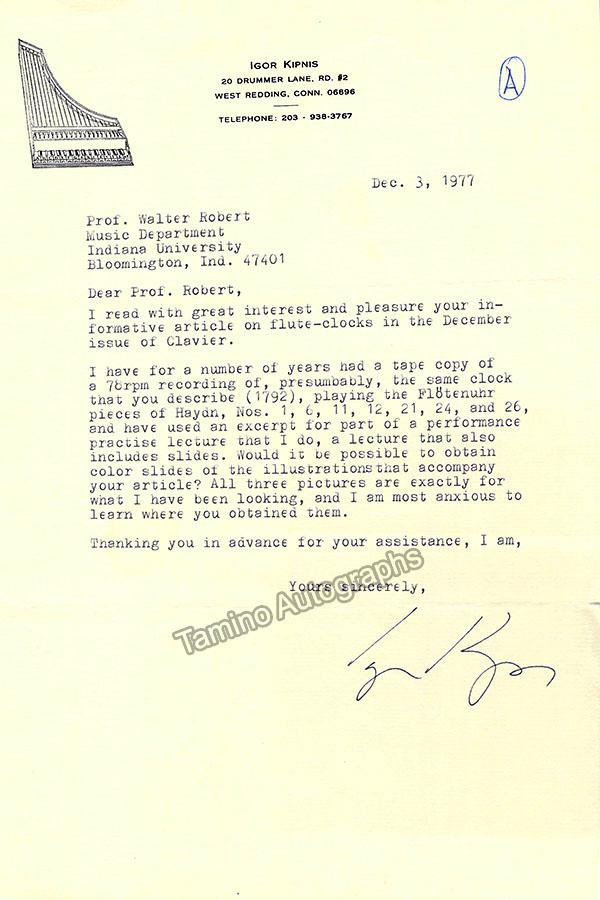 IGOR KIPNIS
20 DRUMMER LANE, RD. #2
WEST REDDING, CONN. 06896
TELEPHONE: 203 - 938-3767
A
Dec. 3, 1977
Prof. Walter Robert
Music Department
Indiana University
Bloomington, Ind. 47401
Dear Prof. Robert,
I read with great interest and pleasure your in-
formative article on flute-clocks in the December
issue of Clavier.
I have for a number of years had a tape copy of
a 78rpm recording of, presumbably, the same clock
that you describe (1792), playing the Flötenuhr
pieces of Haydn, Nos. 1, 6, 11, 12, 21, 24, and 26,
and have used an excerpt for part of a performance
practise lecture that I do, a lecture that also
includes slides. Would it be possible to obtain
color slides of the illustrations that accompany
your article? All three pictures are exactly for
what I have been looking, and I am most anxious to
learn where you obtained them.
Thanking you in advance for your assistance, I am,
Yours sincerely,
Tamino Autographs
Igor Kipnis